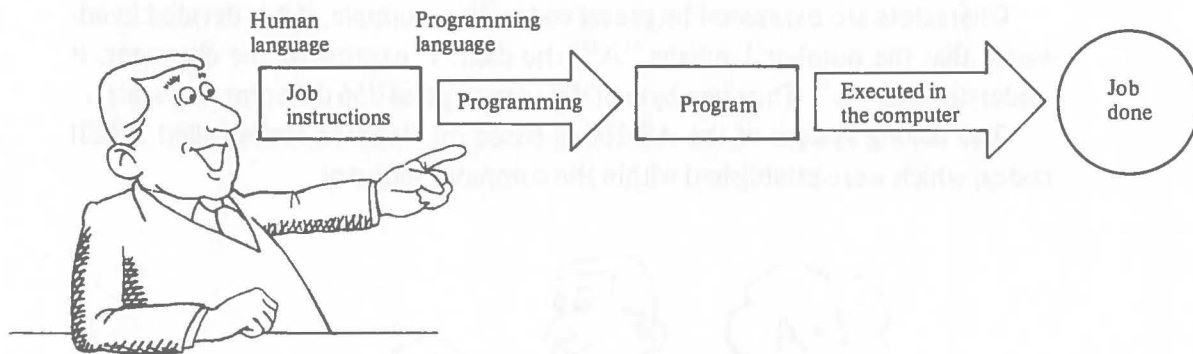 Human
language
Programming
language
Job
instructions
Programming
Program
Executed in
the computer
Job
done